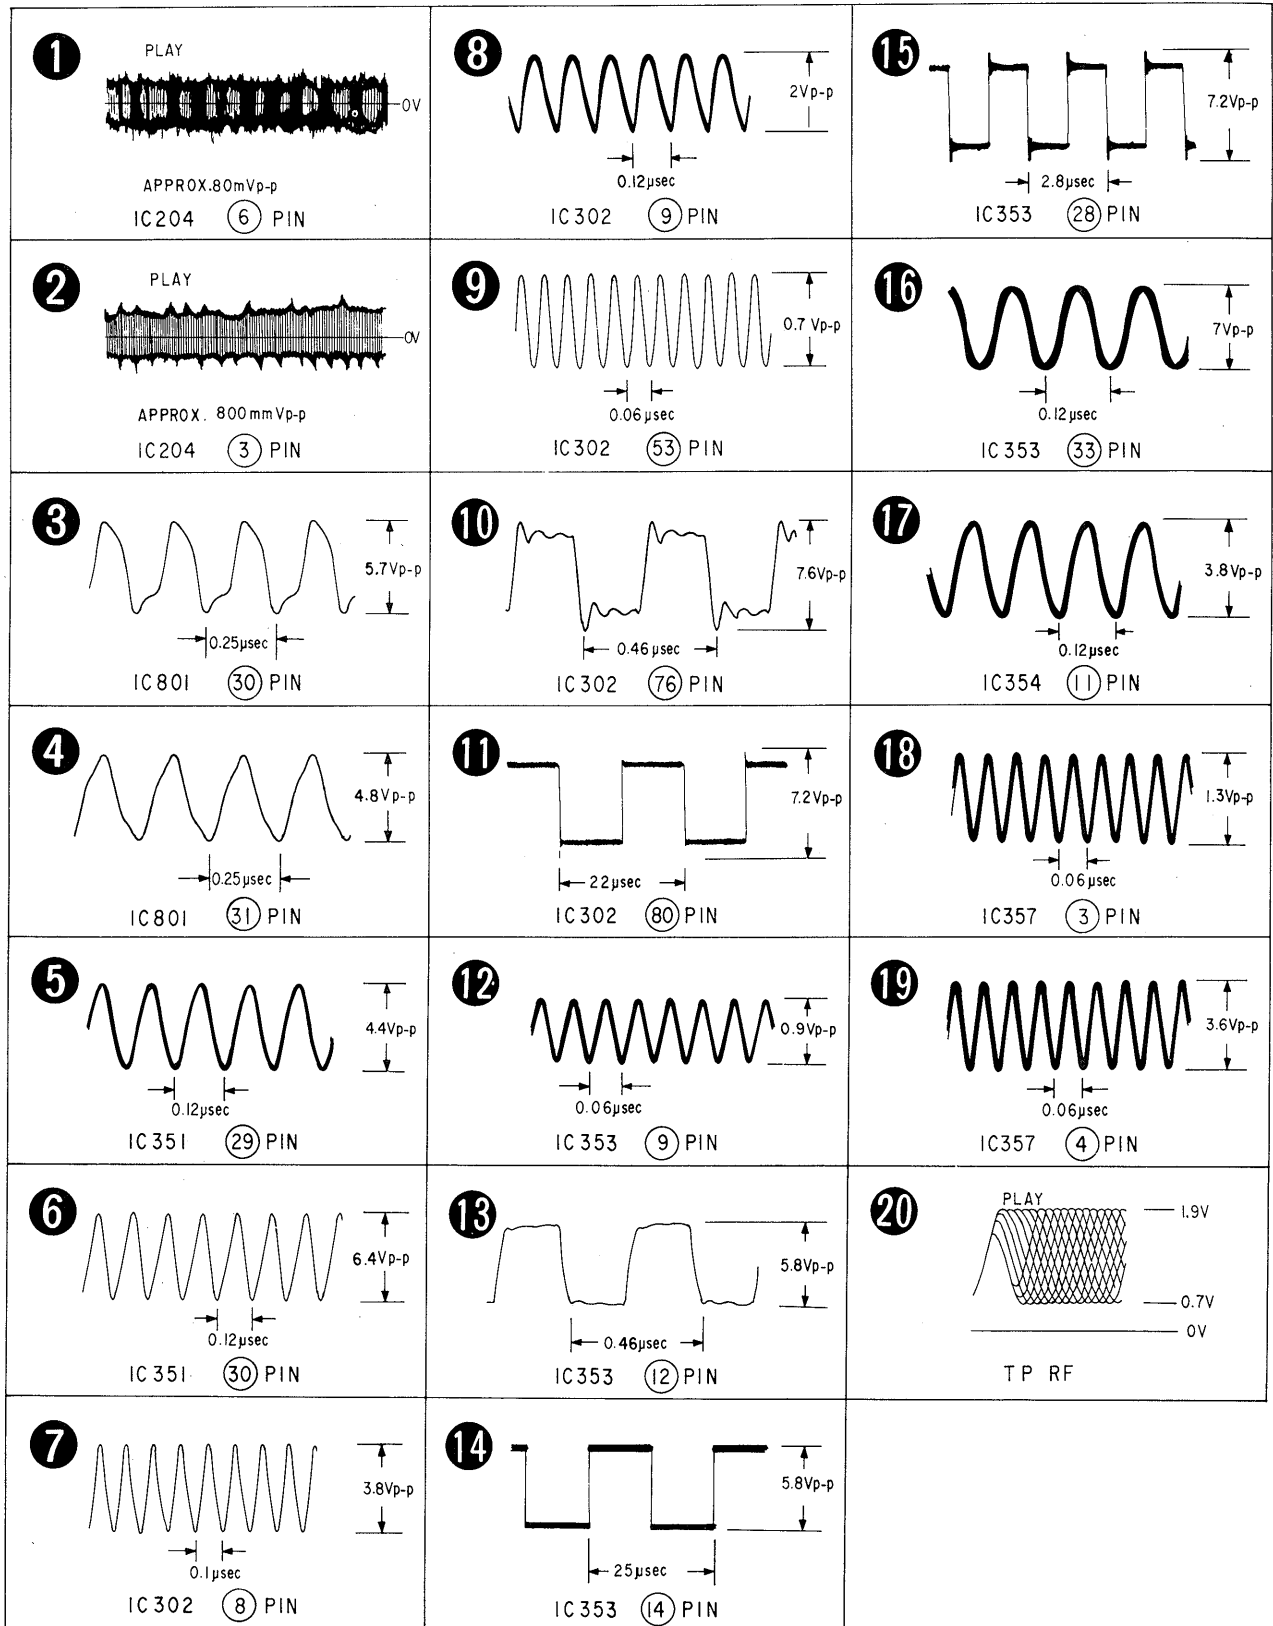 1
PLAY
0V
APPROX.80mVp-p
IC204 6 PIN
2
PLAY
0V
APPROX. 800mmVp-p
IC204 3 PIN
3
5.7Vp-p
0.25µsec
IC801 30 PIN
4
4.8Vp-p
0.25µsec
IC801 31 PIN
5
4.4Vp-p
0.12µsec
IC351 29 PIN
6
6.4Vp-p
0.12µsec
IC351 30 PIN
7
3.8Vp-p
0.1µsec
IC302 8 PIN
8
2Vp-p
0.12µsec
IC302 9 PIN
9
0.7 Vp-p
0.06µsec
IC302 53 PIN
10
7.6Vp-p
0.46µsec
IC302 76 PIN
11
7.2Vp-p
22µsec
IC302 80 PIN
12
0.9Vp-p
0.06µsec
IC353 9 PIN
13
5.8Vp-p
0.46µsec
IC353 12 PIN
14
5.8Vp-p
25µsec
IC353 14 PIN
15
7.2Vp-p
2.8µsec
IC353 28 PIN
16
7Vp-p
0.12µsec
IC353 33 PIN
17
3.8Vp-p
0.12µsec
IC354 11 PIN
18
1.3Vp-p
0.06µsec
IC357 3 PIN
19
3.6Vp-p
0.06µsec
IC357 4 PIN
20
PLAY
1.9V
0.7V
0V
TP RF